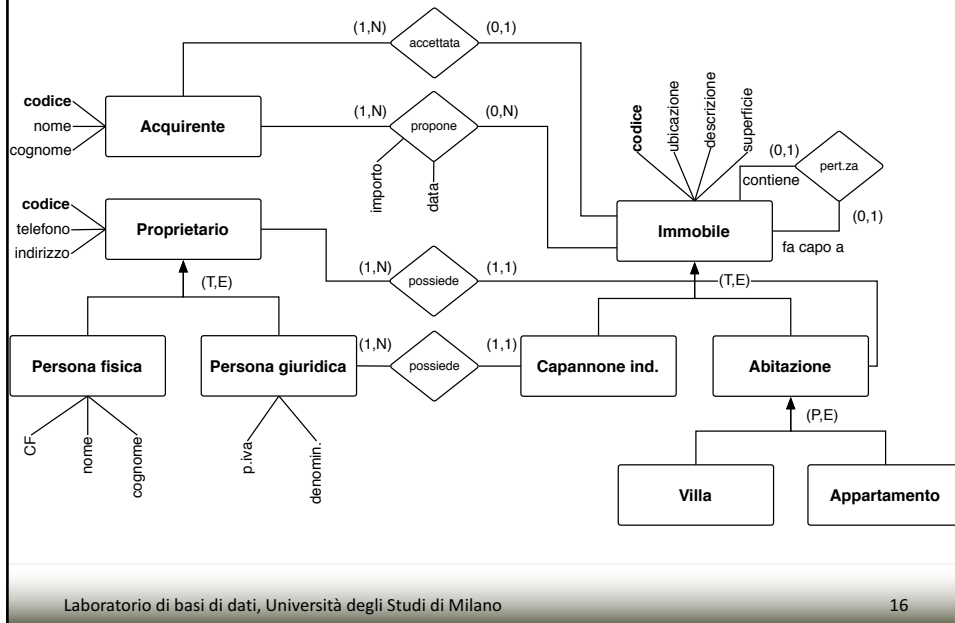 (1,N)
accettata
(0,1)
codice
nome
cognome
Acquirente
(1,N)
propone
(0,N)
importo
data
codice
ubicazione
descrizione
superficie
(0,1)
contiene
pert.za
(0,1)
fa capo a
Immobile
codice
telefono
indirizzo
Proprietario
(1,N)
possiede
(1,1)
(T,E)
(T,E)
Persona fisica
Persona giuridica
(1,N)
possiede
(1,1)
Capannone ind.
Abitazione
CF
nome
cognome
p.iva
denomin.
(P,E)
Villa
Appartamento
Laboratorio di basi di dati, Università degli Studi di Milano
16